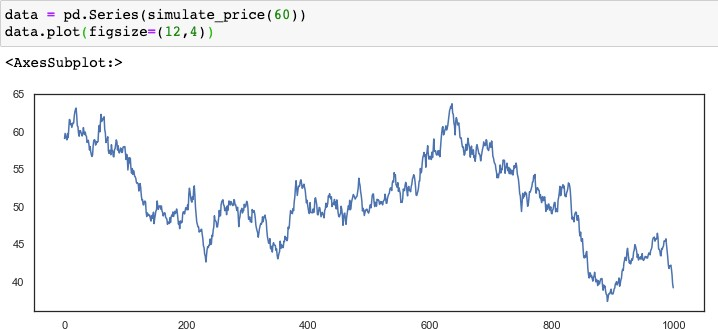 data = pd.Series(simulate_price(60))
data.plot(figsize=(12,4))
<AxesSubplot:>
65
60
55
50
45
40
0 200 400 600 800 1000